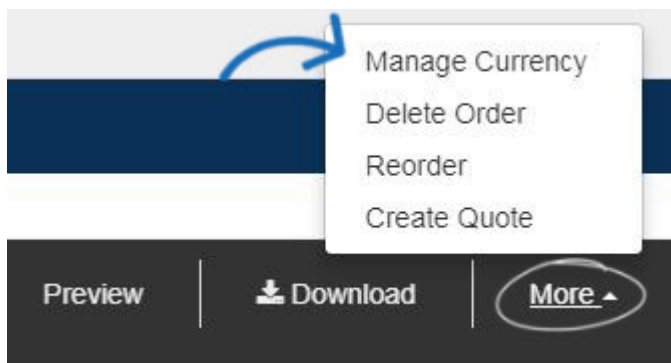 Manage Currency
Delete Order
Reorder
Create Quote
Preview
Download
More